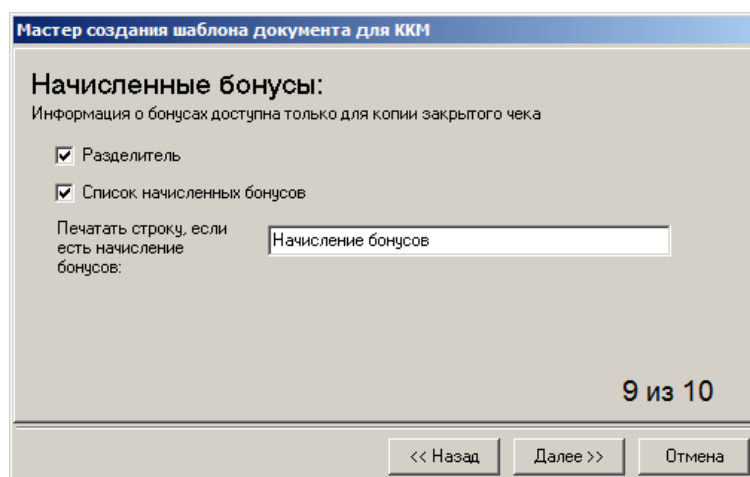 Мастер создания шаблона документа для ККМ
Начисленные бонусы:
Информация о бонусах доступна только для копии закрытого чека
Разделитель
Список начисленных бонусов
Печатать строку, если
есть начисление
бонусов:
Начисление бонусов
9 из 10
<< Назад
Далее >>
Отмена